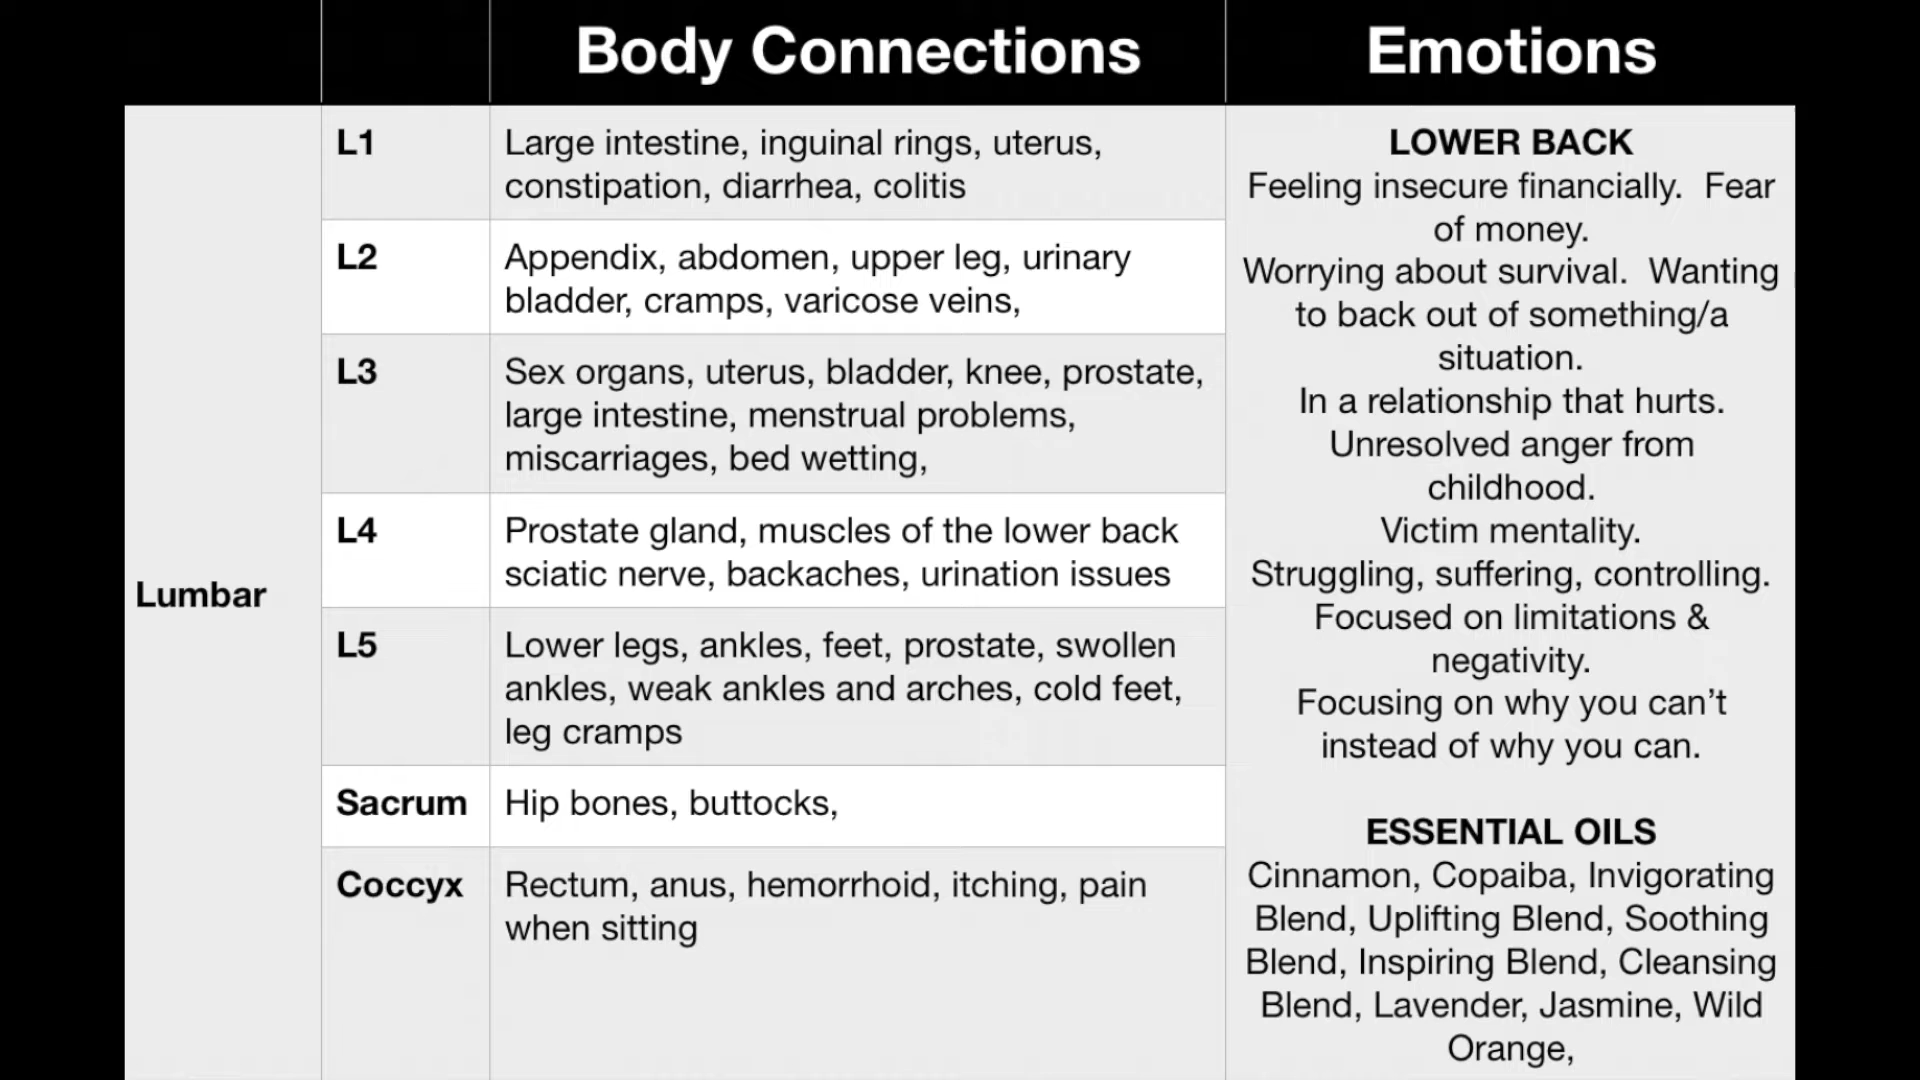 Body Connections
Emotions
Lumbar
L1
Large intestine, inguinal rings, uterus,
constipation, diarrhea, colitis
L2
Appendix, abdomen, upper leg, urinary
bladder, cramps, varicose veins,
L3
Sex organs, uterus, bladder, knee, prostate,
large intestine, menstrual problems,
miscarriages, bed wetting,
L4
Prostate gland, muscles of the lower back
sciatic nerve, backaches, urination issues
L5
Lower legs, ankles, feet, prostate, swollen
ankles, weak ankles and arches, cold feet,
leg cramps
Sacrum
Hip bones, buttocks,
Coccyx
Rectum, anus, hemorrhoid, itching, pain
when sitting
LOWER BACK
Feeling insecure financially. Fear
of money.
Worrying about survival. Wanting
to back out of something/a
situation.
In a relationship that hurts.
Unresolved anger from
childhood.
Victim mentality.
Struggling, suffering, controlling.
Focused on limitations &
negativity.
Focusing on why you can’t
instead of why you can.
ESSENTIAL OILS
Cinnamon, Copaiba, Invigorating
Blend, Uplifting Blend, Soothing
Blend, Inspiring Blend, Cleansing
Blend, Lavender, Jasmine, Wild
Orange,